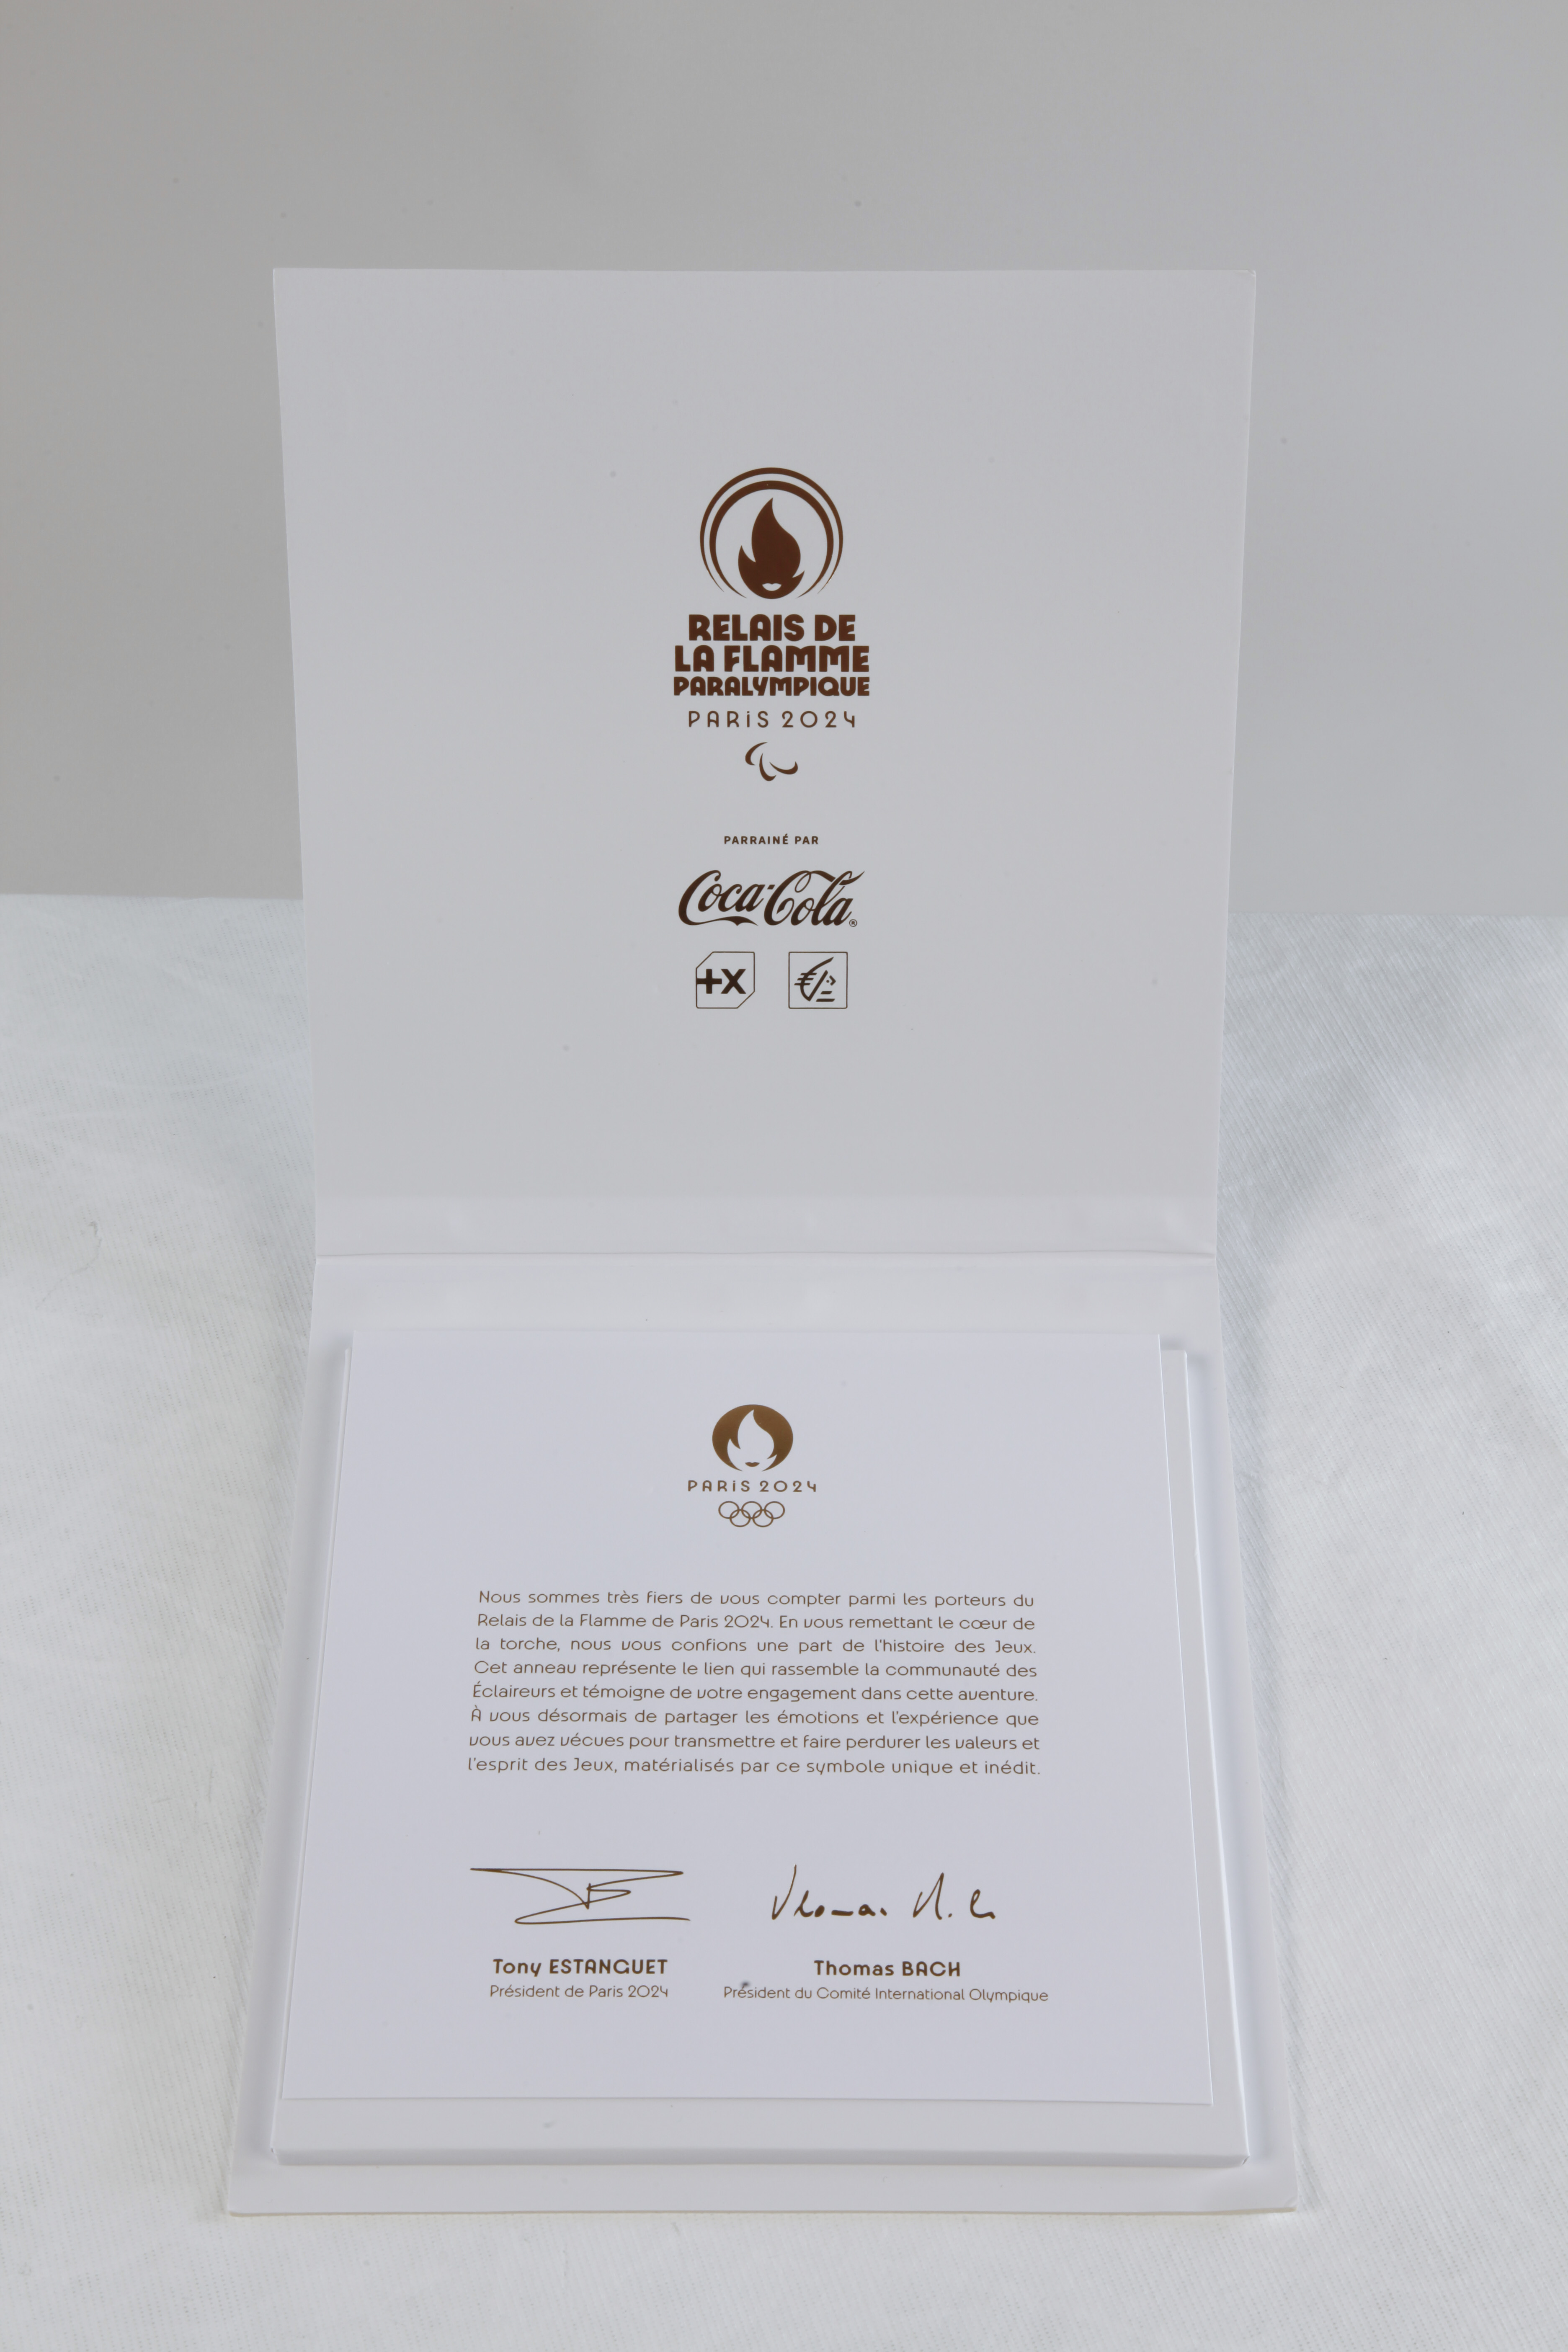 RELAIS DE
LA FLAMME
PARALYMPIQUE
PARiS 2024
PARRAINÉ PAR
Coca-Cola®
+X
PARiS 2024
Nous sommes très fiers de vous compter parmi les porteurs du
Relais de la Flamme de Paris 2024. En vous remettant le cœur de
la torche, nous vous confions une part de l'histoire des Jeux.
Cet anneau représente le lien qui rassemble la communauté des
Éclaireurs et témoigne de votre engagement dans cette aventure.
À vous désormais de partager les émotions et l'expérience que
vous avez vécues pour transmettre et faire perdurer les valeurs et
l'esprit des Jeux, matérialisés par ce symbole unique et inédit.
Thomas
Tony ESTANGUET
Président de Paris 2024
Thomas BACH
Président du Comité International Olympique